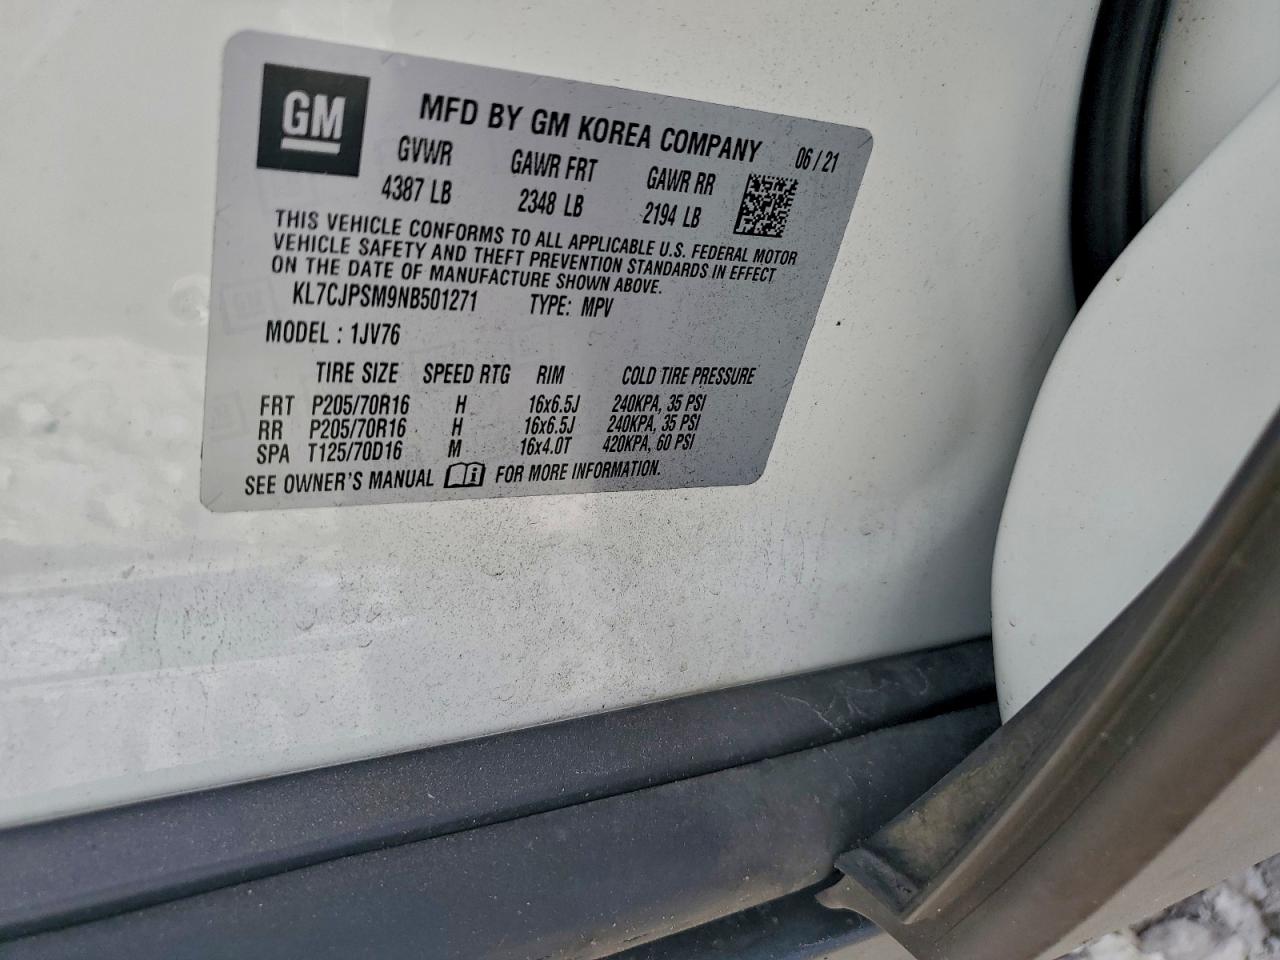 GM
MFD BY GM KOREA COMPANY 06 / 21
GVWR GAWR FRT GAWR RR
4387 LB 2348 LB 2194 LB
THIS VEHICLE CONFORMS TO ALL APPLICABLE U.S. FEDERAL MOTOR
VEHICLE SAFETY AND THEFT PREVENTION STANDARDS IN EFFECT
ON THE DATE OF MANUFACTURE SHOWN ABOVE.
KL7CJPSM9NB501271 TYPE: MPV
MODEL : 1JV76
TIRE SIZE SPEED RTG RIM COLD TIRE PRESSURE
FRT P205/70R16 H 16x6.5J 240KPA, 35 PSI
RR P205/70R16 H 16x6.5J 240KPA, 35 PSI
SPA T125/70D16 M 16x4.0T 420KPA, 60 PSI
SEE OWNER'S MANUAL i FOR MORE INFORMATION.